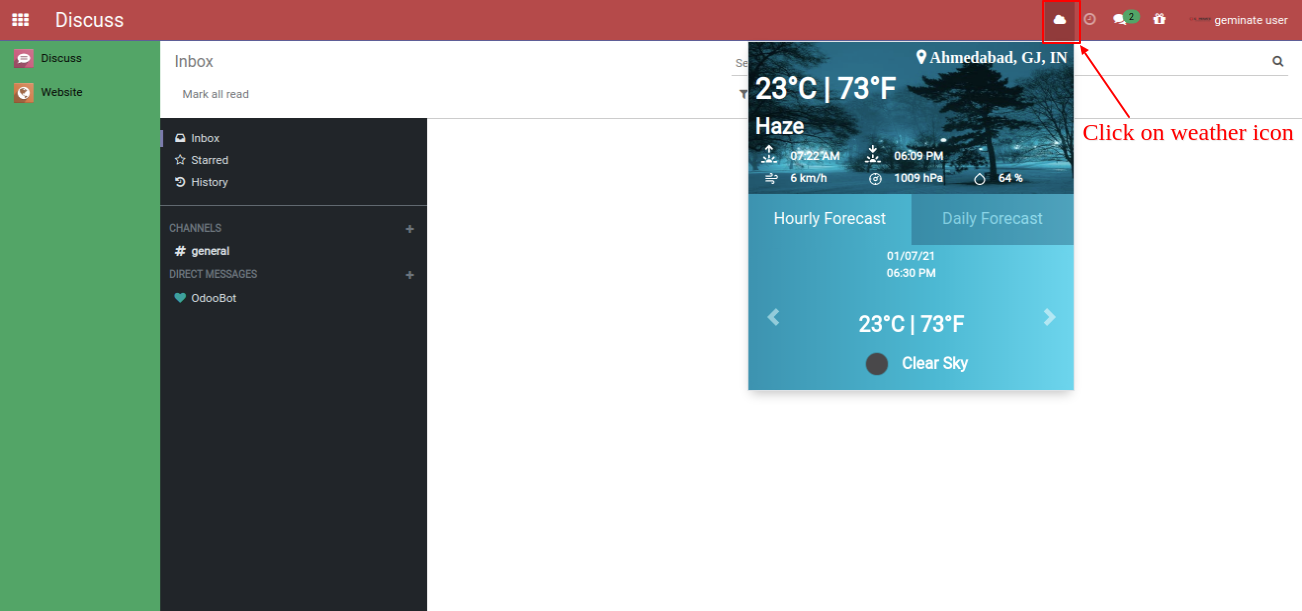 Discuss
2
geminate user
Discuss
Website
Inbox
Mark all read
Inbox
Starred
History
CHANNELS
general
DIRECT MESSAGES
OdooBot
Ahmedabad, GJ, IN
23°C | 73°F
Haze
07:22 AM 06:09 PM
6 km/h 1009 hPa 64 %
Hourly Forecast Daily Forecast
01/07/21
06:30 PM
23°C | 73°F
Clear Sky
Click on weather icon